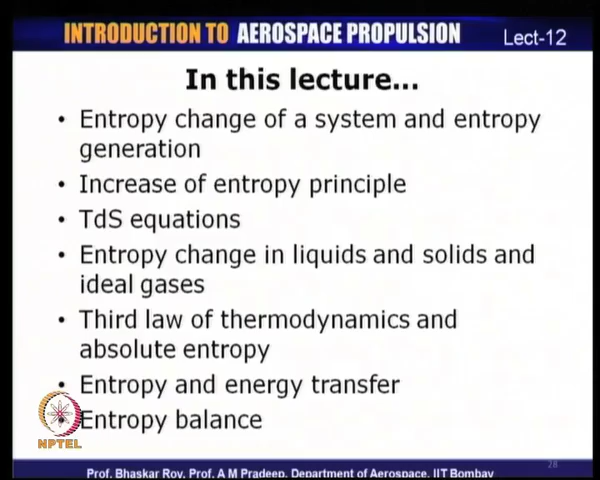 INTRODUCTION TO AEROSPACE PROPULSION
Lect-12
In this lecture...
• Entropy change of a system and entropy
generation
• Increase of entropy principle
• TdS equations
• Entropy change in liquids and solids and
ideal gases
• Third law of thermodynamics and
absolute entropy
• Entropy and energy transfer
• Entropy balance
NPTEL
28
Prof. Bhaskar Roy, Prof. A M Pradeep, Department of Aerospace, IIT Bombay